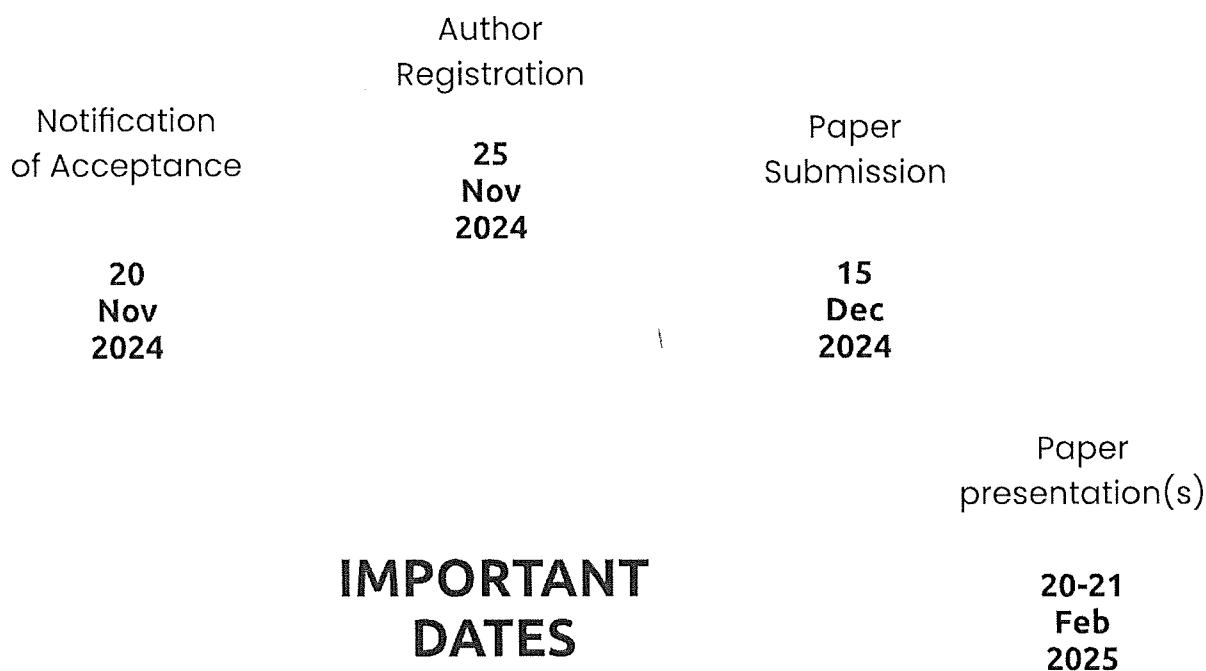 Author
Registration
25
Nov
2024
Notification
of Acceptance
20
Nov
2024
Paper
Submission
15
Dec
2024
Paper
presentation(s)
20-21
Feb
2025
IMPORTANT
DATES